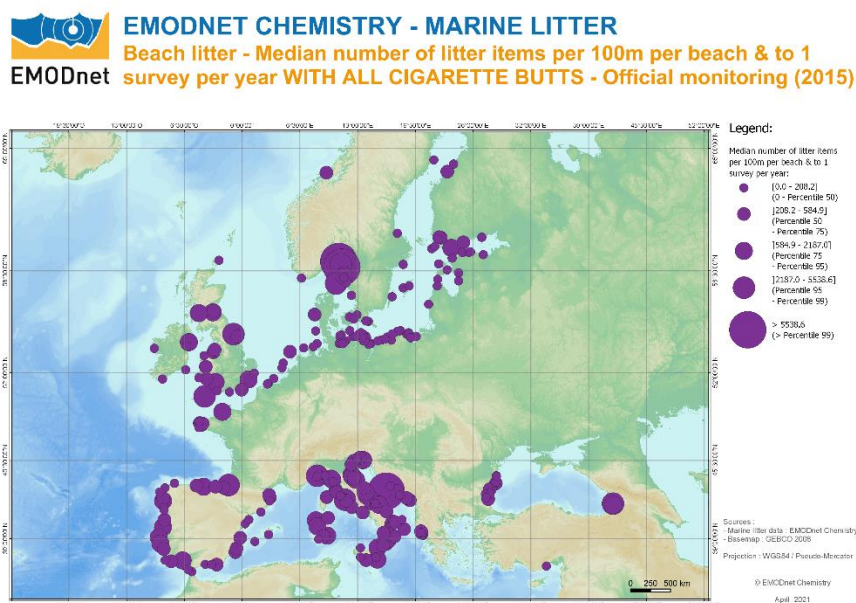 EMODNET CHEMISTRY - MARINE LITTER
Beach litter - Median number of litter items per 100m per beach & to 1
survey per year WITH ALL CIGARETTE BUTTS - Official monitoring (2015)
EMODnet
Legend:
Median number of litter items
per 100m per beach & to 1
survey per year:
[0.0 - 208.2]
(0 - Percentile 50)
]208.2 - 584.9]
(Percentile 50
- Percentile 75)
]584.9 - 2187.0]
(Percentile 75
- Percentile 95)
]2187.0 - 5538.6]
(Percentile 95
- Percentile 99)
> 5538.6
(> Percentile 99)
Sources :
- Marine litter data : EMODnet Chemistry
- Basemap : GEBCO 2008
Projection : WGS84 / Pseudo-Mercator
© EMODnet Chemistry
April 2021
0 250 500 km